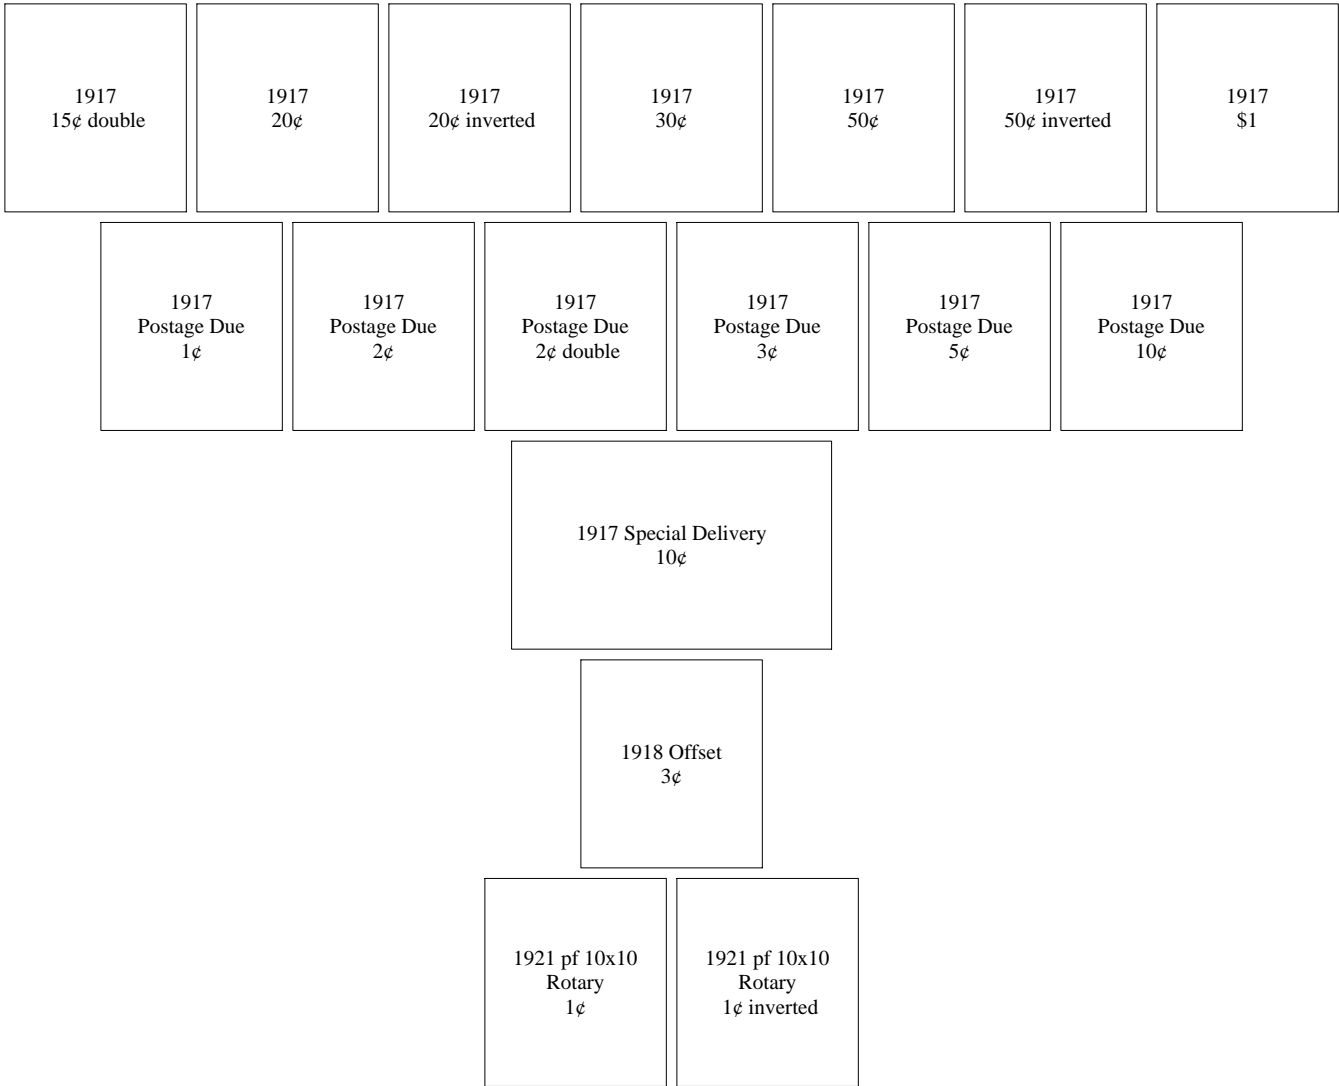 1917
15¢ double
1917
20¢
1917
20¢ inverted
1917
30¢
1917
50¢
1917
50¢ inverted
1917
$1
1917
Postage Due
1¢
1917
Postage Due
2¢
1917
Postage Due
2¢ double
1917
Postage Due
3¢
1917
Postage Due
5¢
1917
Postage Due
10¢
1917 Special Delivery
10¢
1918 Offset
3¢
1921 pf 10x10
Rotary
1¢
1921 pf 10x10
Rotary
1¢ inverted